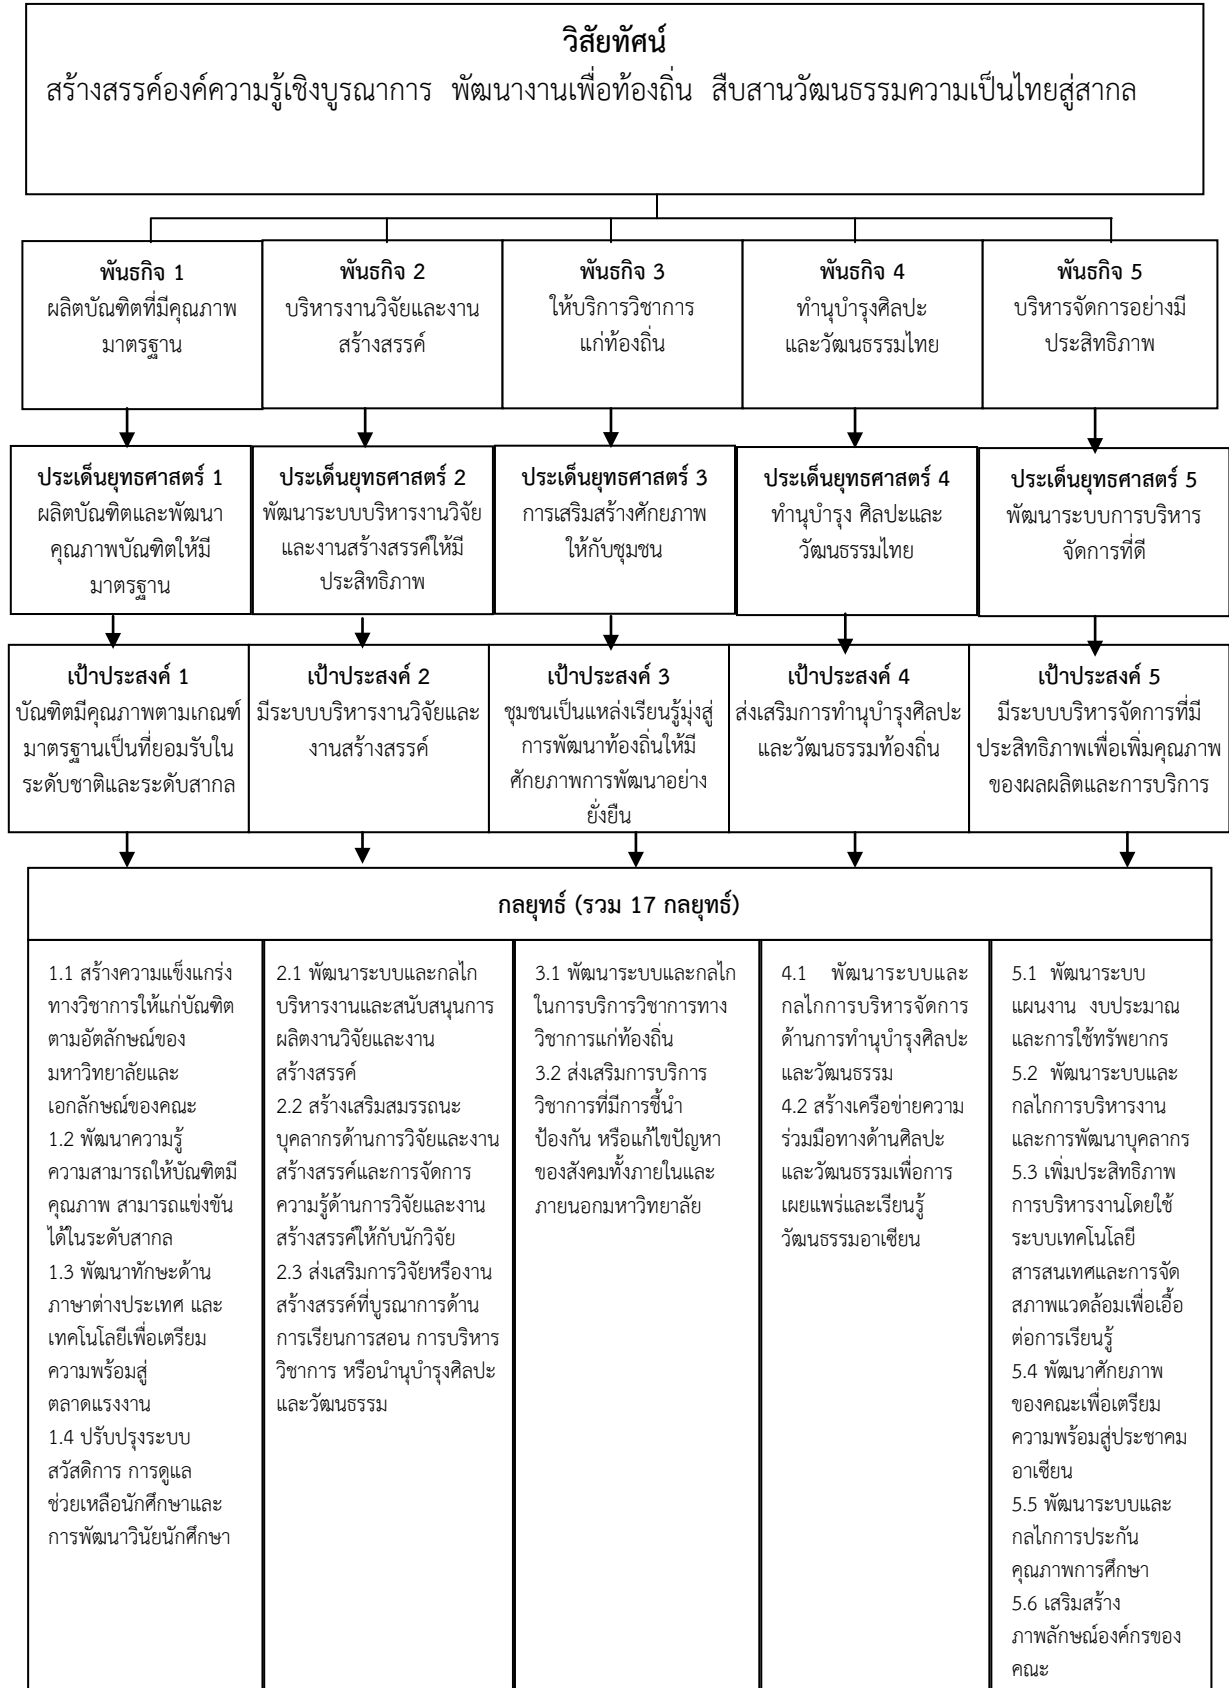 วิสัยทัศน์
สร้างสรรค์องค์ความรู้เชิงบูรณาการ พัฒนางานเพื่อท้องถิ่น สืบสานวัฒนธรรมความเป็นไทยสู่สากล
พันธกิจ 1
ผลิตบัณฑิตที่มีคุณภาพ
มาตรฐาน
พันธกิจ 2
บริหารงานวิจัยและงาน
สร้างสรรค์
พันธกิจ 3
ให้บริการวิชาการ
แก่ท้องถิ่น
พันธกิจ 4
ทำนุบำรุงศิลปะ
และวัฒนธรรมไทย
พันธกิจ 5
บริหารจัดการอย่างมี
ประสิทธิภาพ
ประเด็นยุทธศาสตร์ 1
ผลิตบัณฑิตและพัฒนา
คุณภาพบัณฑิตให้มี
มาตรฐาน
ประเด็นยุทธศาสตร์ 2
พัฒนาระบบบริหารงานวิจัย
และงานสร้างสรรค์ให้มี
ประสิทธิภาพ
ประเด็นยุทธศาสตร์ 3
การเสริมสร้างศักยภาพ
ให้กับชุมชน
ประเด็นยุทธศาสตร์ 4
ทำนุบำรุง ศิลปะและ
วัฒนธรรมไทย
ประเด็นยุทธศาสตร์ 5
พัฒนาระบบการบริหาร
จัดการที่ดี
เป้าประสงค์ 1
บัณฑิตมีคุณภาพตามเกณฑ์
มาตรฐานเป็นที่ยอมรับใน
ระดับชาติและระดับสากล
เป้าประสงค์ 2
มีระบบบริหารงานวิจัยและ
งานสร้างสรรค์
เป้าประสงค์ 3
ชุมชนเป็นแหล่งเรียนรู้มุ่งสู่
การพัฒนาท้องถิ่นให้มี
ศักยภาพการพัฒนาอย่าง
ยั่งยืน
เป้าประสงค์ 4
ส่งเสริมการทำนุบำรุงศิลปะ
และวัฒนธรรมท้องถิ่น
เป้าประสงค์ 5
มีระบบบริหารจัดการที่มี
ประสิทธิภาพเพื่อเพิ่มคุณภาพ
ของผลผลิตและการบริการ
กลยุทธ์ (รวม 17 กลยุทธ์)
1.1 สร้างความแข็งแกร่ง
ทางวิชาการให้แก่บัณฑิต
ตามอัตลักษณ์ของ
มหาวิทยาลัยและ
เอกลักษณ์ของคณะ
1.2 พัฒนาความรู้
ความสามารถให้บัณฑิตมี
คุณภาพ สามารถแข่งขัน
ได้ในระดับสากล
1.3 พัฒนาทักษะด้าน
ภาษาต่างประเทศ และ
เทคโนโลยีเพื่อเตรียม
ความพร้อมสู่
ตลาดแรงงาน
1.4 ปรับปรุงระบบ
สวัสดิการ การดูแล
ช่วยเหลือนักศึกษาและ
การพัฒนาวินัยนักศึกษา
2.1 พัฒนาระบบและกลไก
บริหารงานและสนับสนุนการ
ผลิตงานวิจัยและงาน
สร้างสรรค์
2.2 สร้างเสริมสมรรถนะ
บุคลากรด้านการวิจัยและงาน
สร้างสรรค์และการจัดการ
ความรู้ด้านการวิจัยและงาน
สร้างสรรค์ให้กับนักวิจัย
2.3 ส่งเสริมการวิจัยหรืองาน
สร้างสรรค์ที่บูรณาการด้าน
การเรียนการสอน การบริหาร
วิชาการ หรือนำนุบำรุงศิลปะ
และวัฒนธรรม
3.1 พัฒนาระบบและกลไก
ในการบริการวิชาการทาง
วิชาการแก่ท้องถิ่น
3.2 ส่งเสริมการบริการ
วิชาการที่มีการชี้นำ
ป้องกัน หรือแก้ไขปัญหา
ของสังคมทั้งภายในและ
ภายนอกมหาวิทยาลัย
4.1 พัฒนาระบบและ
กลไกการบริหารจัดการ
ด้านการทำนุบำรุงศิลปะ
และวัฒนธรรม
4.2 สร้างเครือข่ายความ
ร่วมมือทางด้านศิลปะ
และวัฒนธรรมเพื่อการ
เผยแพร่และเรียนรู้
วัฒนธรรมอาเซียน
5.1 พัฒนาระบบ
แผนงาน งบประมาณ
และการใช้ทรัพยากร
5.2 พัฒนาระบบและ
กลไกการบริหารงาน
และการพัฒนาบุคลากร
5.3 เพิ่มประสิทธิภาพ
การบริหารงานโดยใช้
ระบบเทคโนโลยี
สารสนเทศและการจัด
สภาพแวดล้อมเพื่อเอื้อ
ต่อการเรียนรู้
5.4 พัฒนาศักยภาพ
ของคณะเพื่อเตรียม
ความพร้อมสู่ประชาคม
อาเซียน
5.5 พัฒนาระบบและ
กลไกการประกัน
คุณภาพการศึกษา
5.6 เสริมสร้าง
ภาพลักษณ์องค์กรของ
คณะ